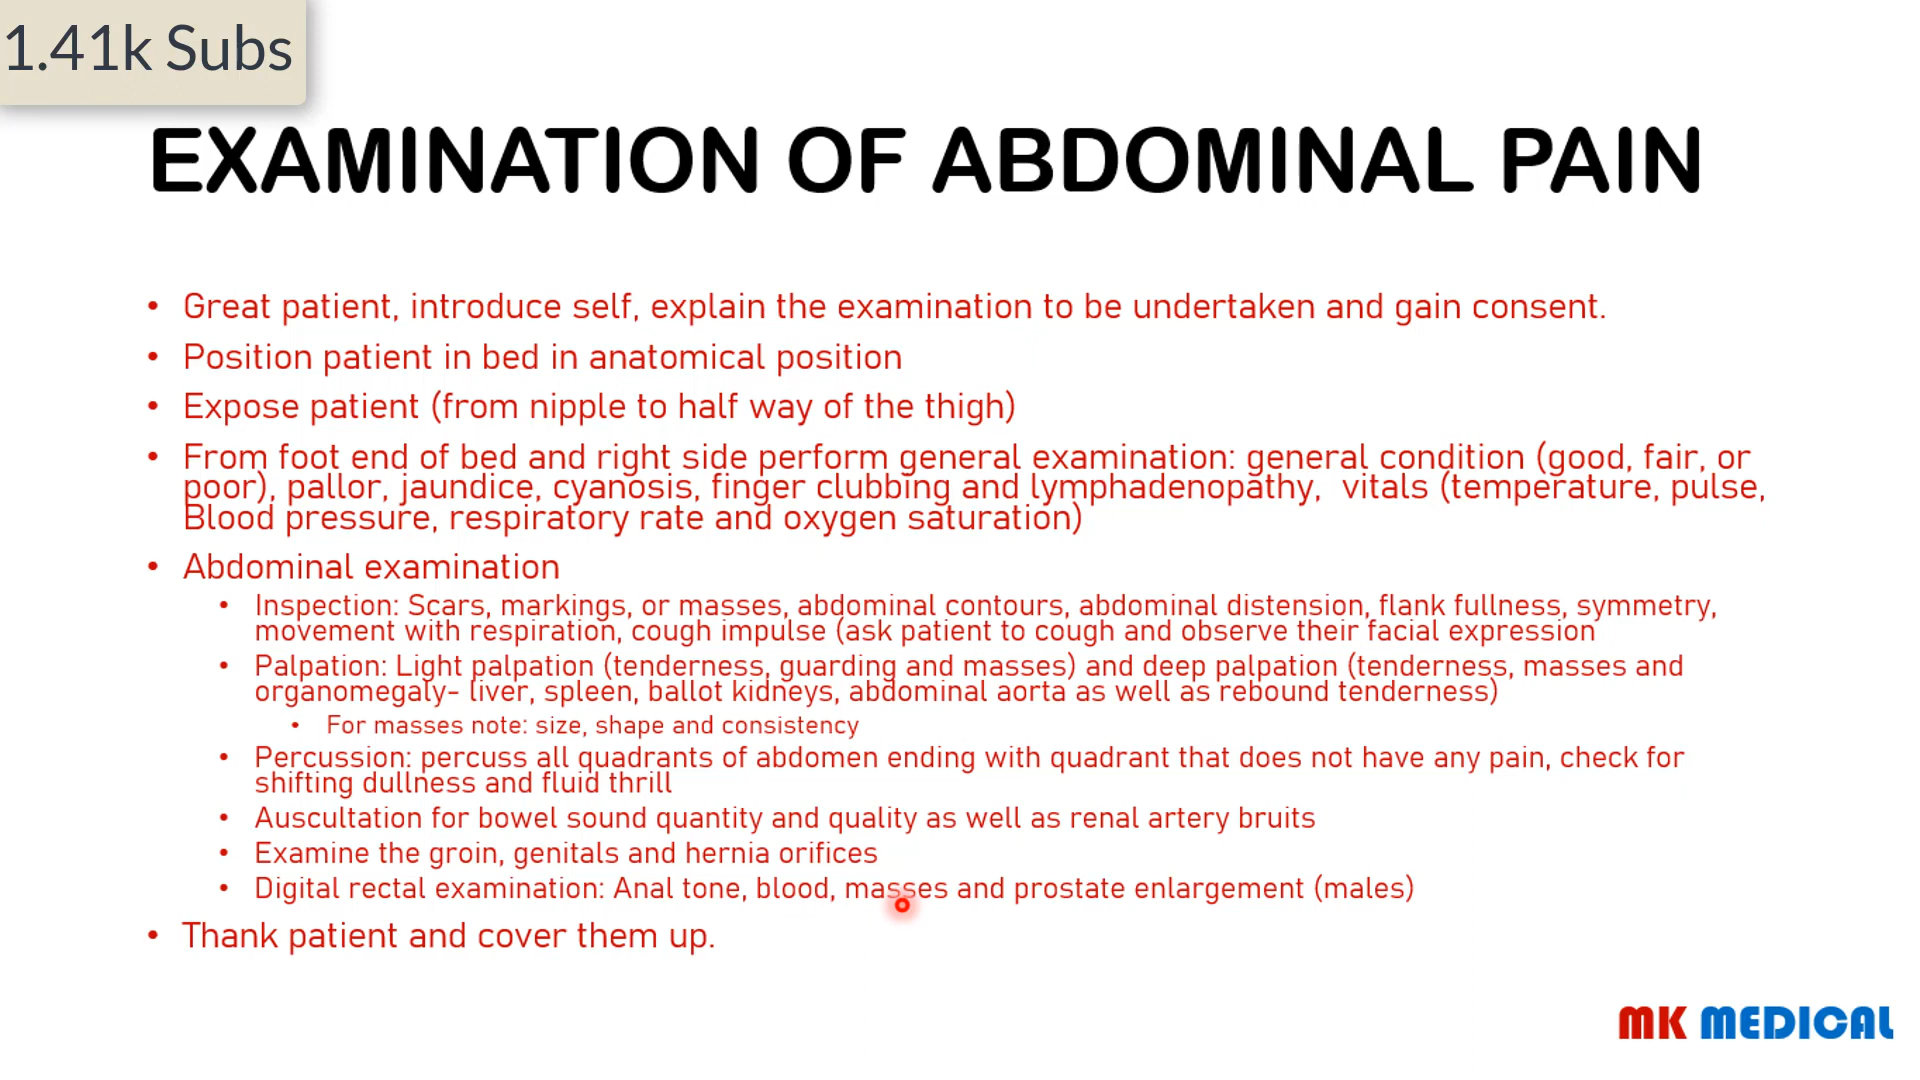 1.41k Subs
EXAMINATION OF ABDOMINAL PAIN
• Great patient, introduce self, explain the examination to be undertaken and gain consent.
• Position patient in bed in anatomical position
• Expose patient (from nipple to half way of the thigh)
• From foot end of bed and right side perform general examination: general condition (good, fair, or
poor), pallor, jaundice, cyanosis, finger clubbing and lymphadenopathy, vitals (temperature, pulse,
Blood pressure, respiratory rate and oxygen saturation)
• Abdominal examination
• Inspection: Scars, markings, or masses, abdominal contours, abdominal distension, flank fullness, symmetry,
movement with respiration, cough impulse (ask patient to cough and observe their facial expression
• Palpation: Light palpation (tenderness, guarding and masses) and deep palpation (tenderness, masses and
organomegaly- liver, spleen, ballot kidneys, abdominal aorta as well as rebound tenderness)
• For masses note: size, shape and consistency
• Percussion: percuss all quadrants of abdomen ending with quadrant that does not have any pain, check for
shifting dullness and fluid thrill
• Auscultation for bowel sound quantity and quality as well as renal artery bruits
• Examine the groin, genitals and hernia orifices
• Digital rectal examination: Anal tone, blood, masses and prostate enlargement (males)
• Thank patient and cover them up.
MK MEDICAL